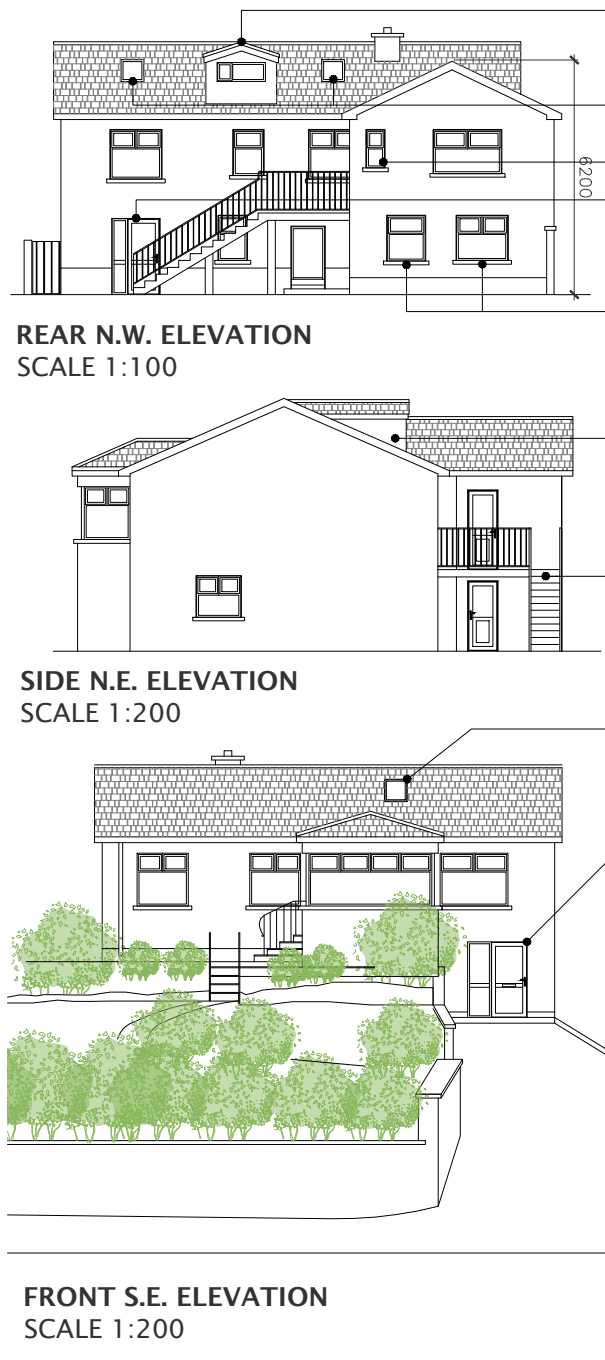 6200
REAR N.W. ELEVATION
SCALE 1:100
SIDE N.E. ELEVATION
SCALE 1:200
FRONT S.E. ELEVATION
SCALE 1:200